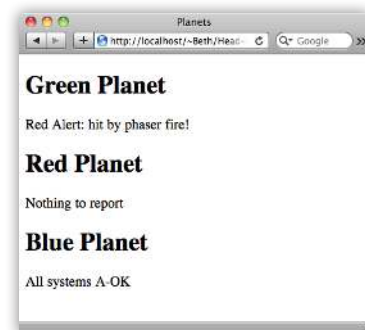 Planets
http://localhost/~Beth/Head-
Google
Green Planet
Red Alert: hit by phaser fire!
Red Planet
Nothing to report
Blue Planet
All systems A-OK